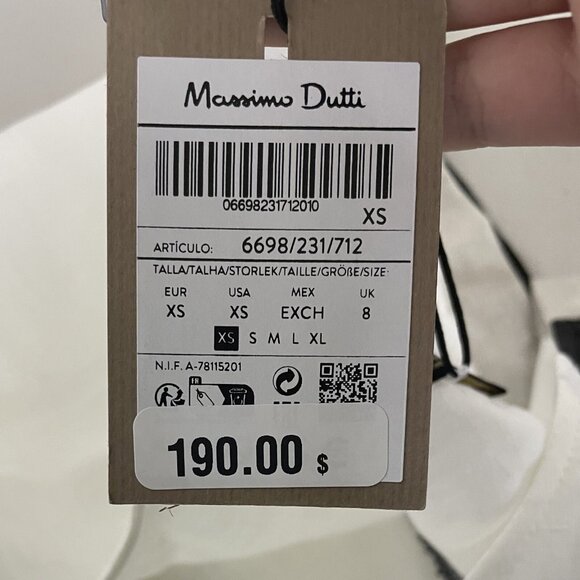 Massimo Dutti
06698231712010
XS
ARTÍCULO: 6698/231/712
TALLA/TALHA/STORLEK/TAILLE/GRÖßE/SIZE:
EUR USA MEX UK
XS XS EXCH 8
XS S M L XL
N.I.F. A-78115201
FR
190.00 $